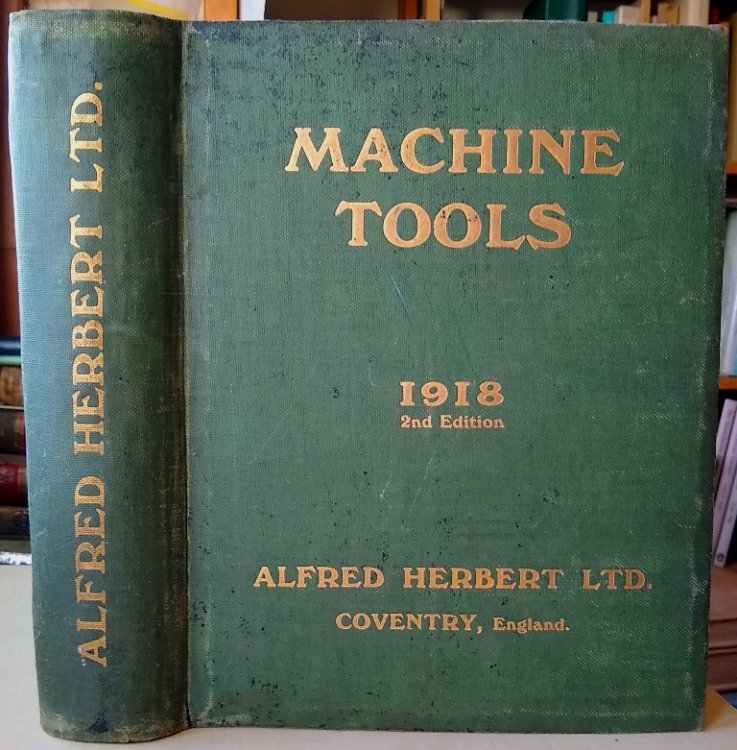 ALFRED HERBERT LTD.
MACHINE
TOOLS
1918
2nd Edition
ALFRED HERBERT LTD.
COVENTRY, England.